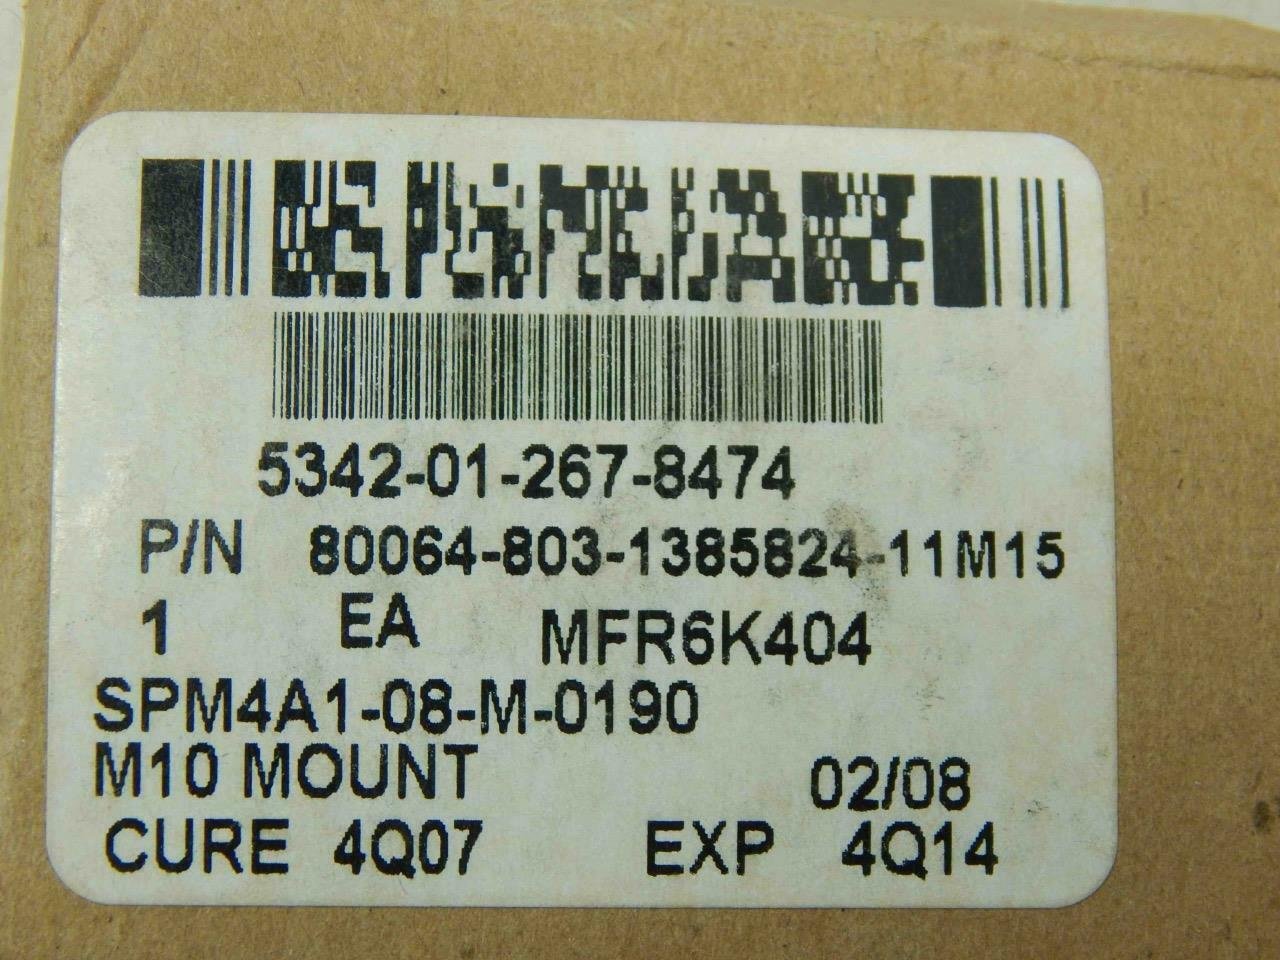 5342-01-267-8474
P/N 80064-803-1385824-11M15
1 EA MFR6K404
SPM4A1-08-M-0190
M10 MOUNT 02/08
CURE 4Q07 EXP 4Q14